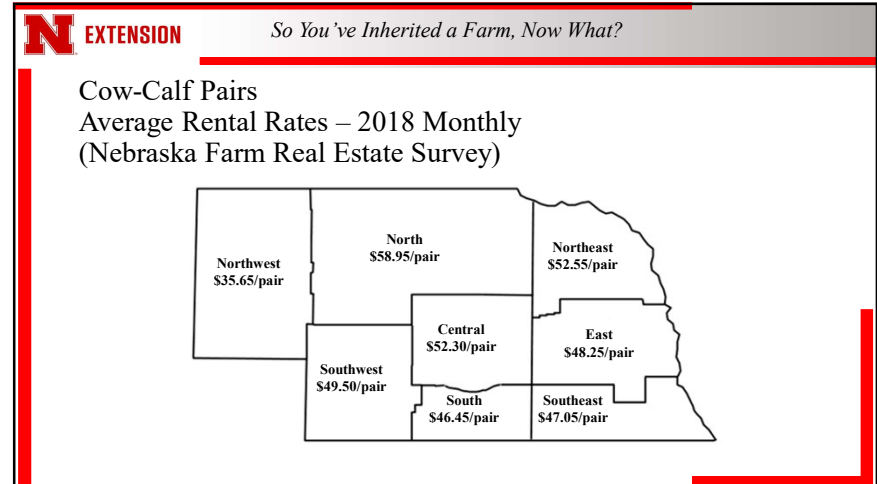 N EXTENSION
So You've Inherited a Farm, Now What?
Cow-Calf Pairs
Average Rental Rates – 2018 Monthly
(Nebraska Farm Real Estate Survey)
Northwest
$35.65/pair
North
$58.95/pair
Northeast
$52.55/pair
Central
$52.30/pair
East
$48.25/pair
Southwest
$49.50/pair
South
$46.45/pair
Southeast
$47.05/pair